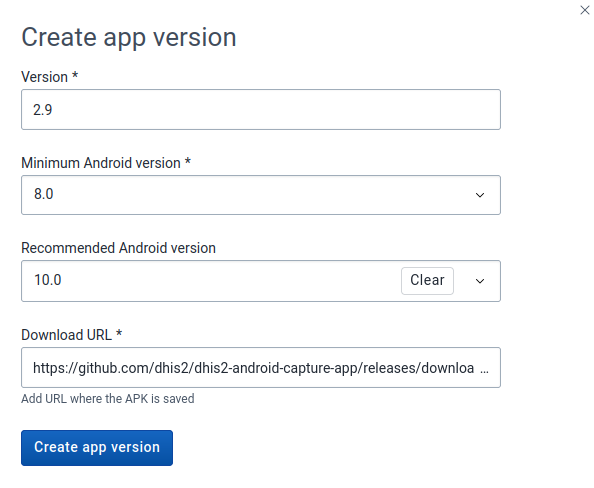 Create app version
Version *
2.9
Minimum Android version *
8.0
Recommended Android version
10.0 Clear
Download URL *
https://github.com/dhis2/dhis2-android-capture-app/releases/downloa ...
Add URL where the APK is saved
Create app version